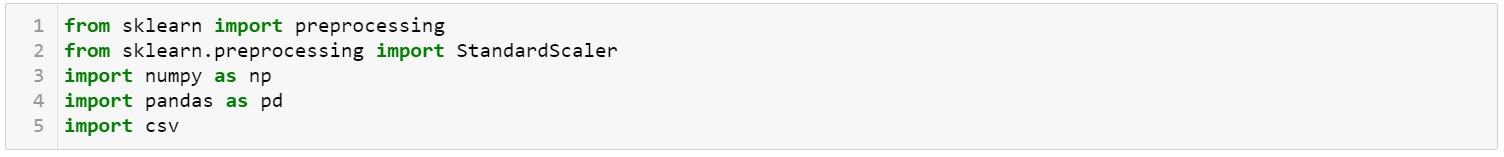 1 from sklearn import preprocessing
2 from sklearn.preprocessing import StandardScaler
3 import numpy as np
4 import pandas as pd
5 import csv